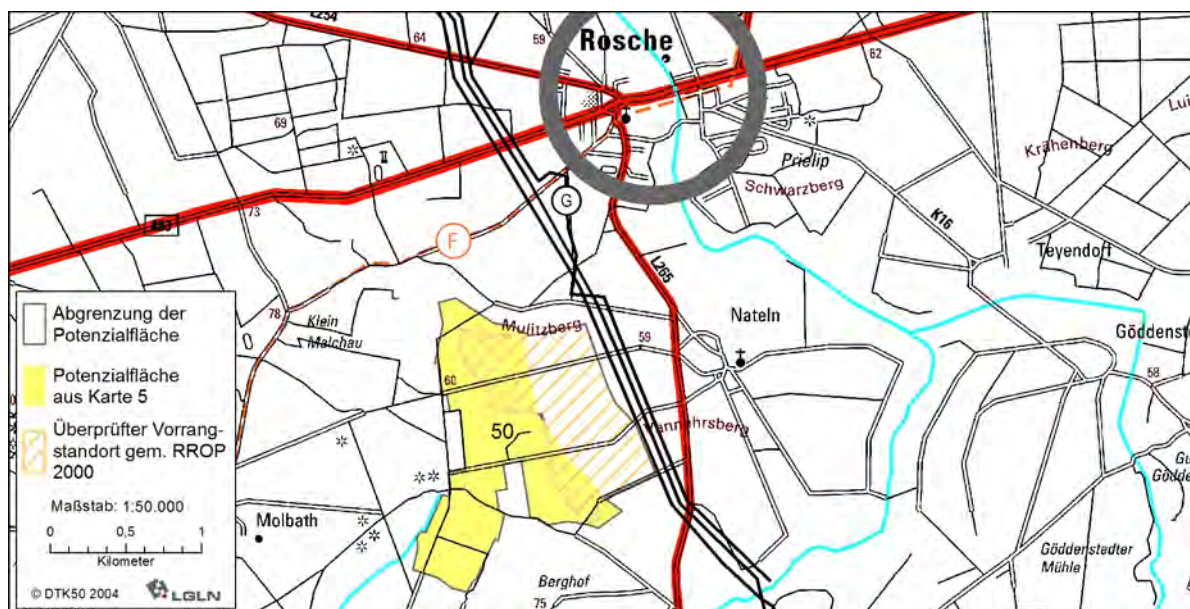 L254
64
59
Rosche
62
69
Prielip
Schwarzberg
Krähenberg
73
G
K16
Teyendorf
F
L265
Abgrenzung der
Potenzialfläche
78
Klein
Malchau
Mulitzberg
59
Nateln
Göddenste
58
60
Potenzialfläche
aus Karte 5
Überprüfter Vorrang-
standort gem. RROP
2000
50
Maßstab: 1:50.000
0 0,5 1
Kilometer
Molbath
Göddenstedter
Mühle
Berghof
75
© DTK50 2004
LGLN